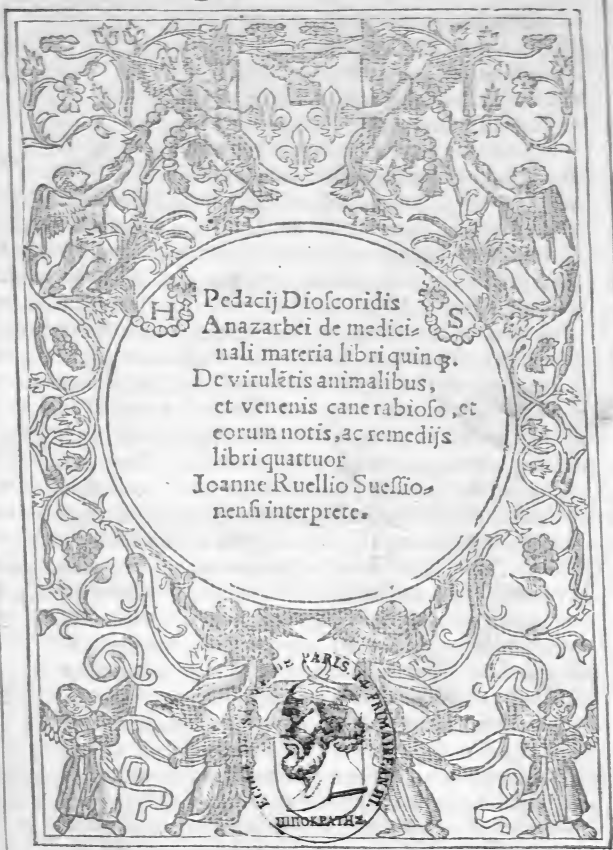 H
S
Pedacij Dioſcoridis
Anazarbei de medici⸗
nali materia libri quinqꝫ.
De virulẽtis animalibus,
et venenis cane rabioſo, et
eorum notis, ac remedijs
libri quattuor
Ioanne Ruellio Sueſſio⸗
nenſi interprete.
DE PARIS
ΙΠΠΟΚΡΑΤΗΣ